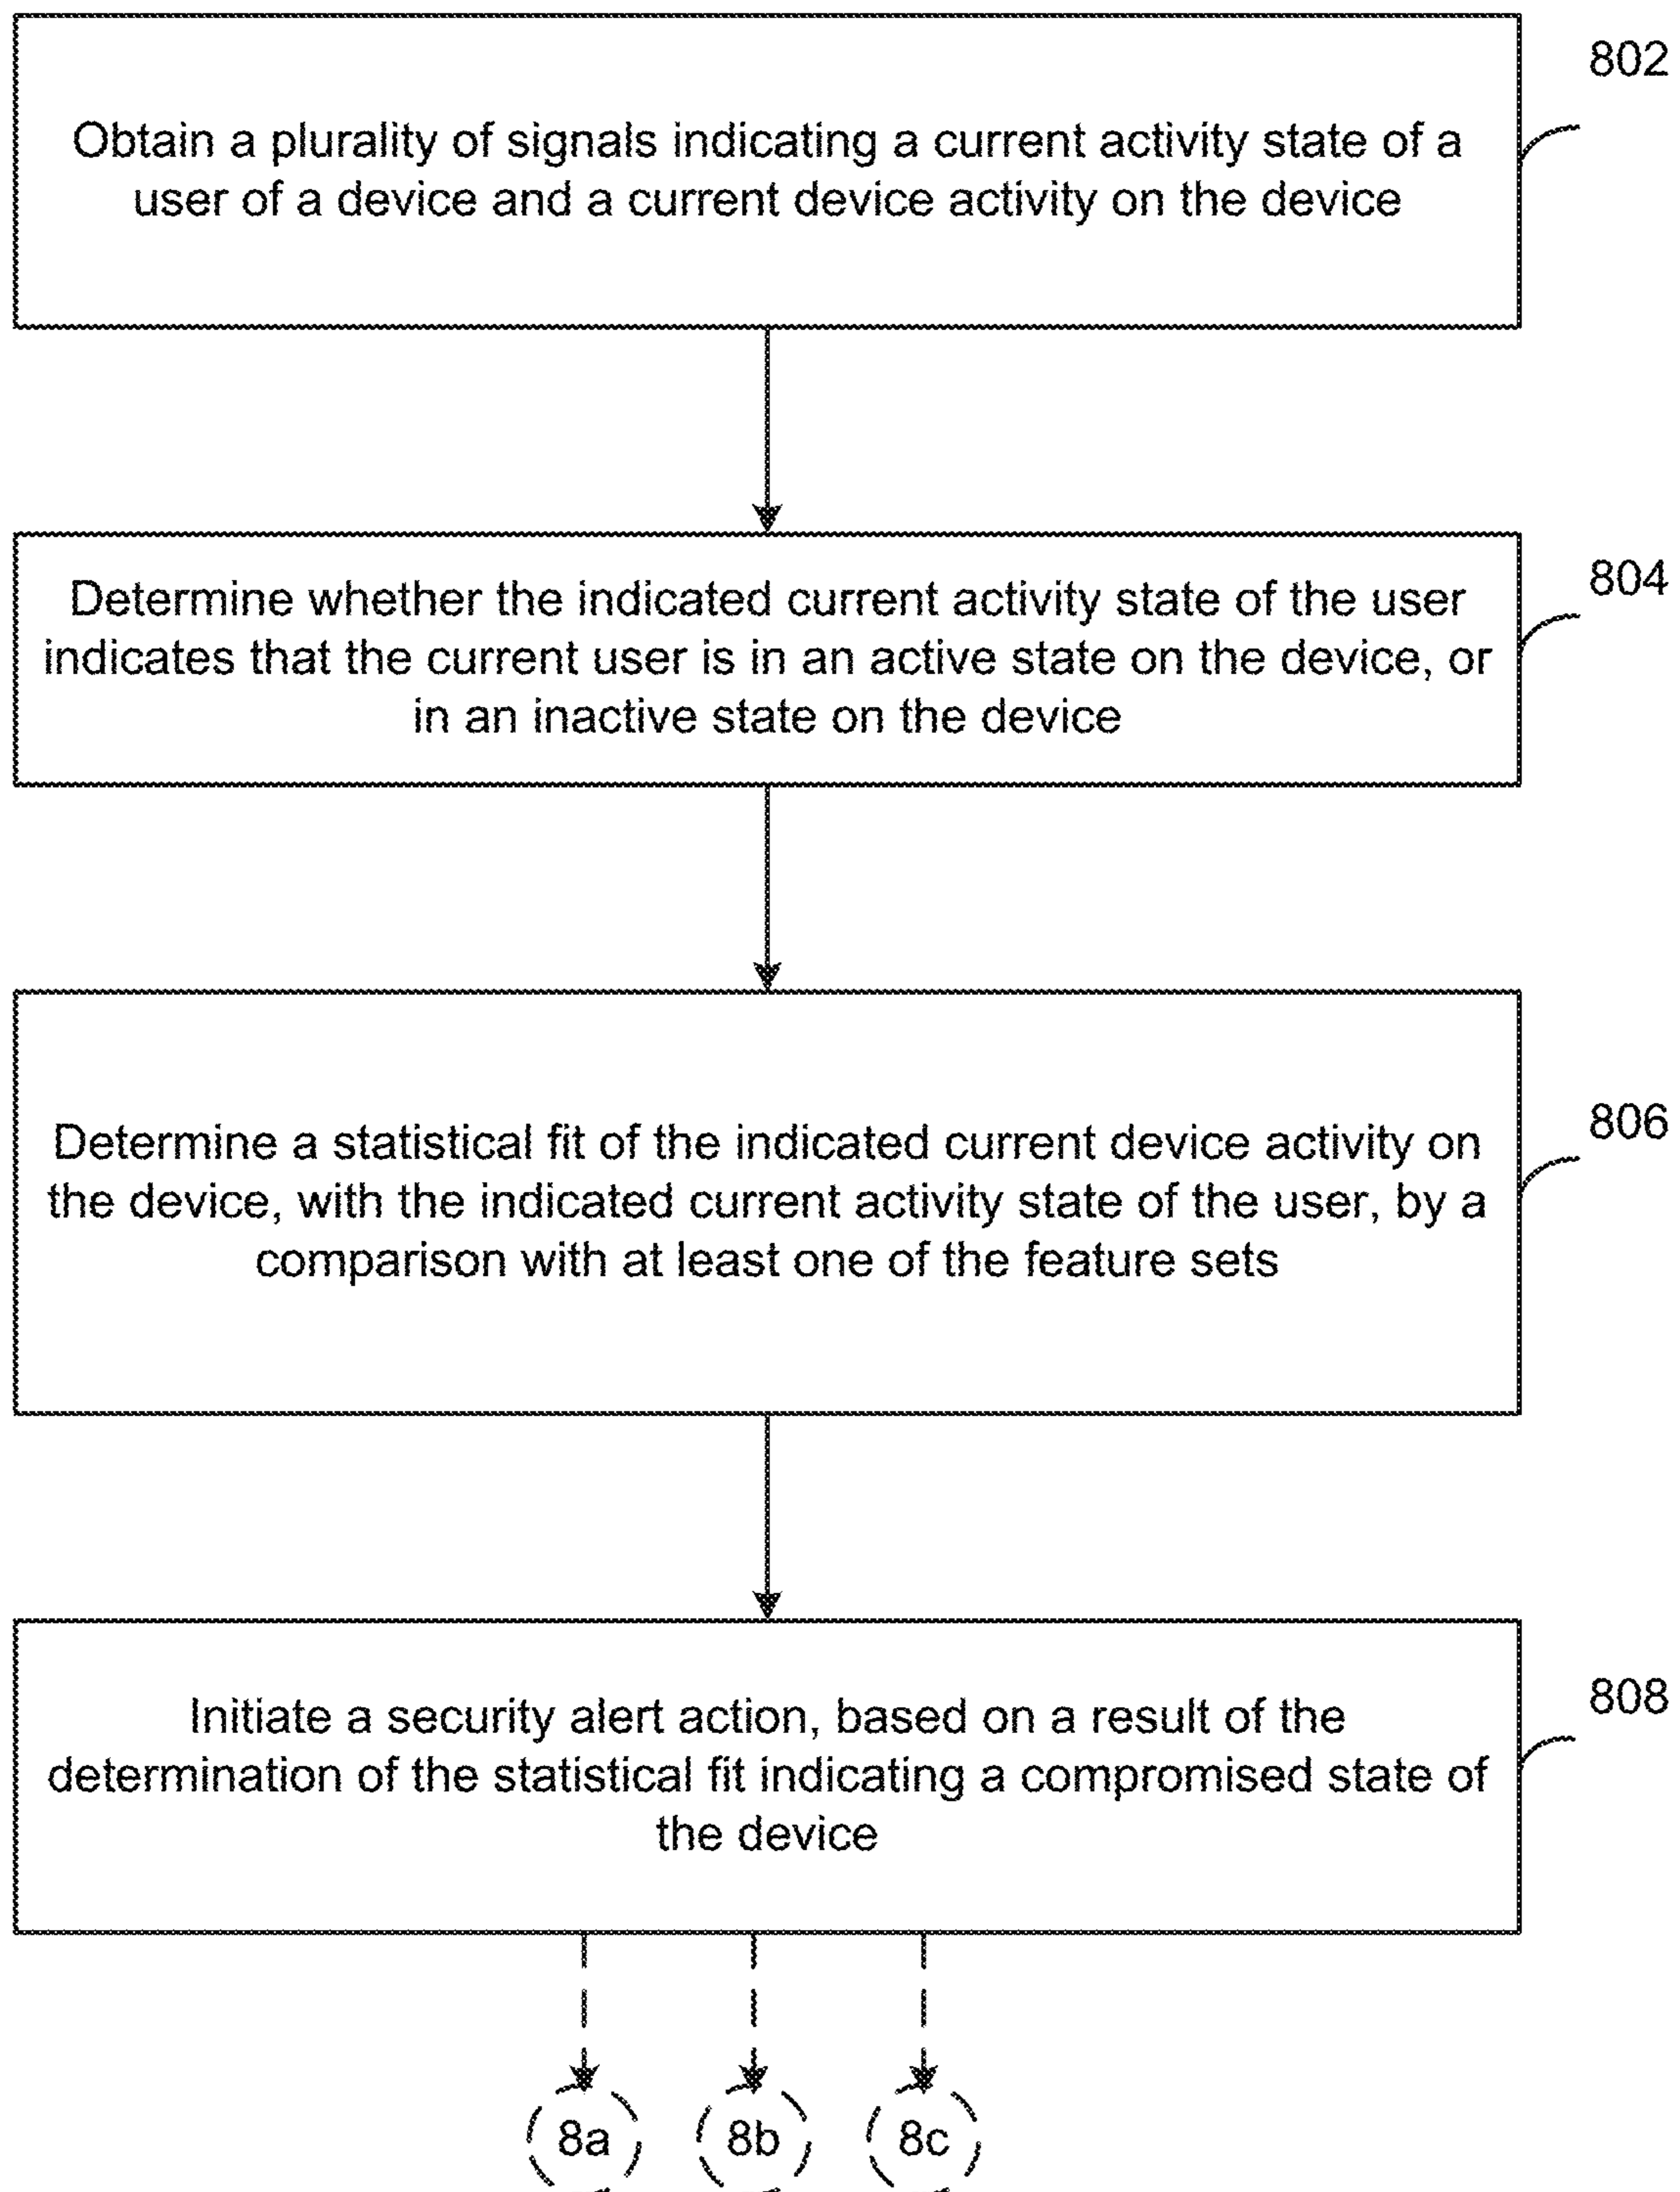 802
Obtain a plurality of signals indicating a current activity state of a
user of a device and a current device activity on the device
804
Determine whether the indicated current activity state of the user
indicates that the current user is in an active state on the device, or
in an inactive state on the device
806
Determine a statistical fit of the indicated current device activity on
the device, with the indicated current activity state of the user, by a
comparison with at least one of the feature sets
808
Initiate a security alert action, based on a result of the
determination of the statistical fit indicating a compromised state of
the device
8a 8b 8c